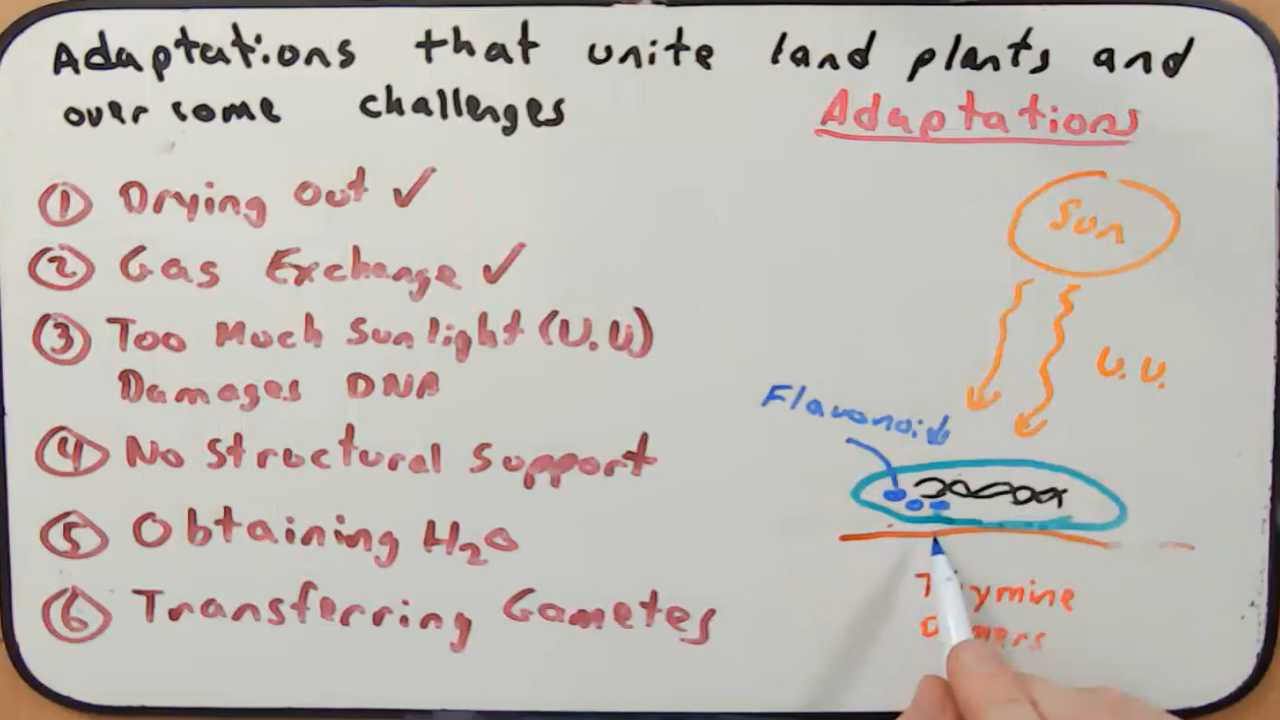 Adaptations that unite land plants and
over some challenges
Adaptations
① Drying Out ✓
② Gas Exchange ✓
③ Too Much Sunlight (U.V)
Damages DNA
④ No Structural Support
⑤ Obtaining H₂O
⑥ Transferring Gametes
Sun
U.V.
Flavonoids